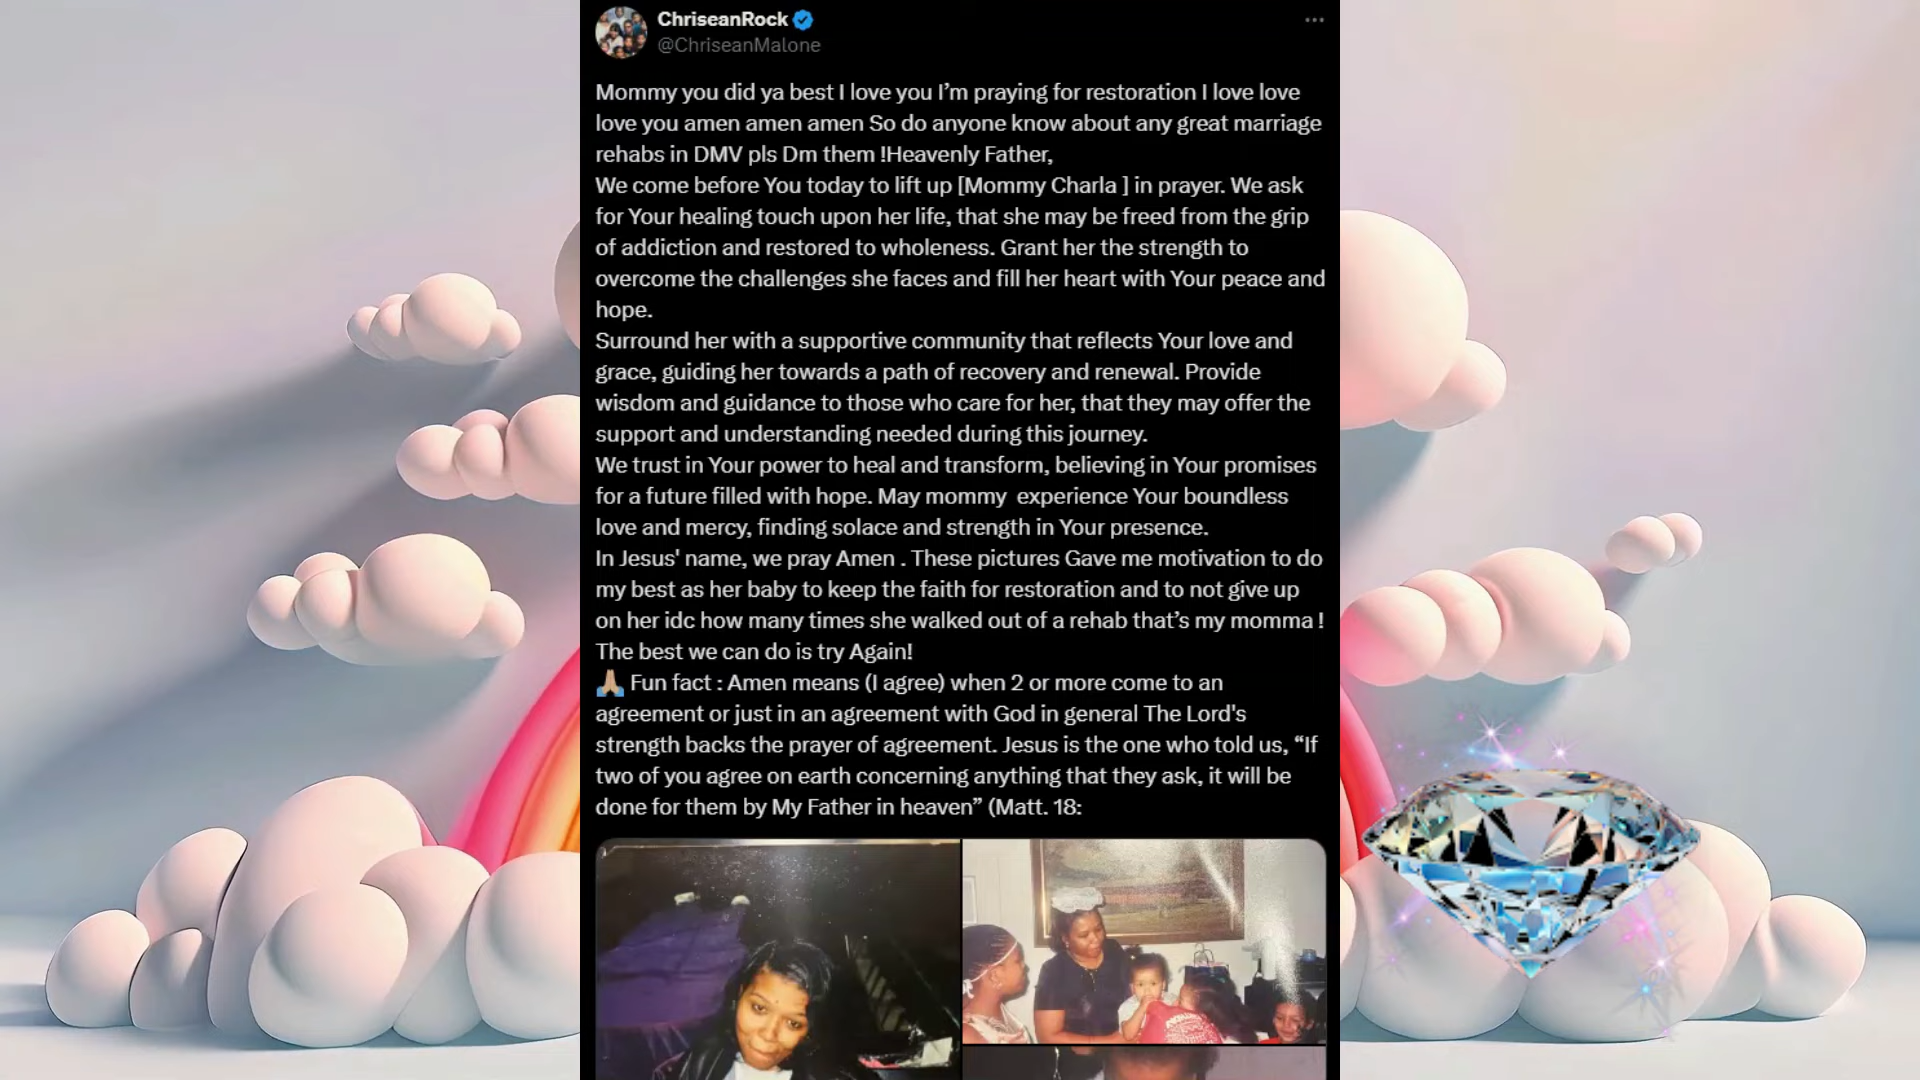 ChriseanRock
@ChriseanMalone
Mommy you did ya best I love you I’m praying for restoration I love love
love you amen amen amen So do anyone know about any great marriage
rehabs in DMV pls Dm them !Heavenly Father,
We come before You today to lift up [Mommy Charla ] in prayer. We ask
for Your healing touch upon her life, that she may be freed from the grip
of addiction and restored to wholeness. Grant her the strength to
overcome the challenges she faces and fill her heart with Your peace and
hope.
Surround her with a supportive community that reflects Your love and
grace, guiding her towards a path of recovery and renewal. Provide
wisdom and guidance to those who care for her, that they may offer the
support and understanding needed during this journey.
We trust in Your power to heal and transform, believing in Your promises
for a future filled with hope. May mommy  experience Your boundless
love and mercy, finding solace and strength in Your presence.
In Jesus' name, we pray Amen . These pictures Gave me motivation to do
my best as her baby to keep the faith for restoration and to not give up
on her idc how many times she walked out of a rehab that’s my momma !
The best we can do is try Again!
🙏🏼 Fun fact : Amen means (I agree) when 2 or more come to an
agreement or just in an agreement with God in general The Lord's
strength backs the prayer of agreement. Jesus is the one who told us, “If
two of you agree on earth concerning anything that they ask, it will be
done for them by My Father in heaven” (Matt. 18: